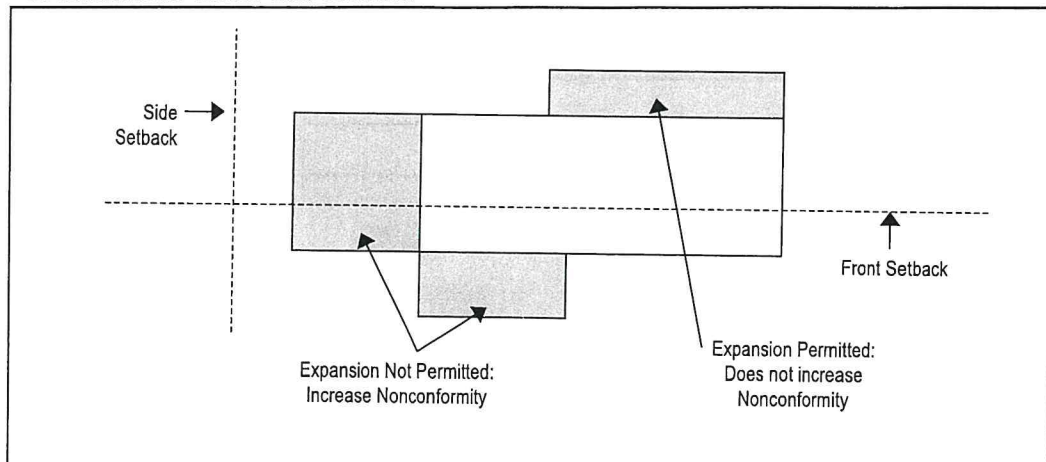 Side
Setback
Front Setback
Expansion Not Permitted:
Increase Nonconformity
Expansion Permitted:
Does not increase
Nonconformity